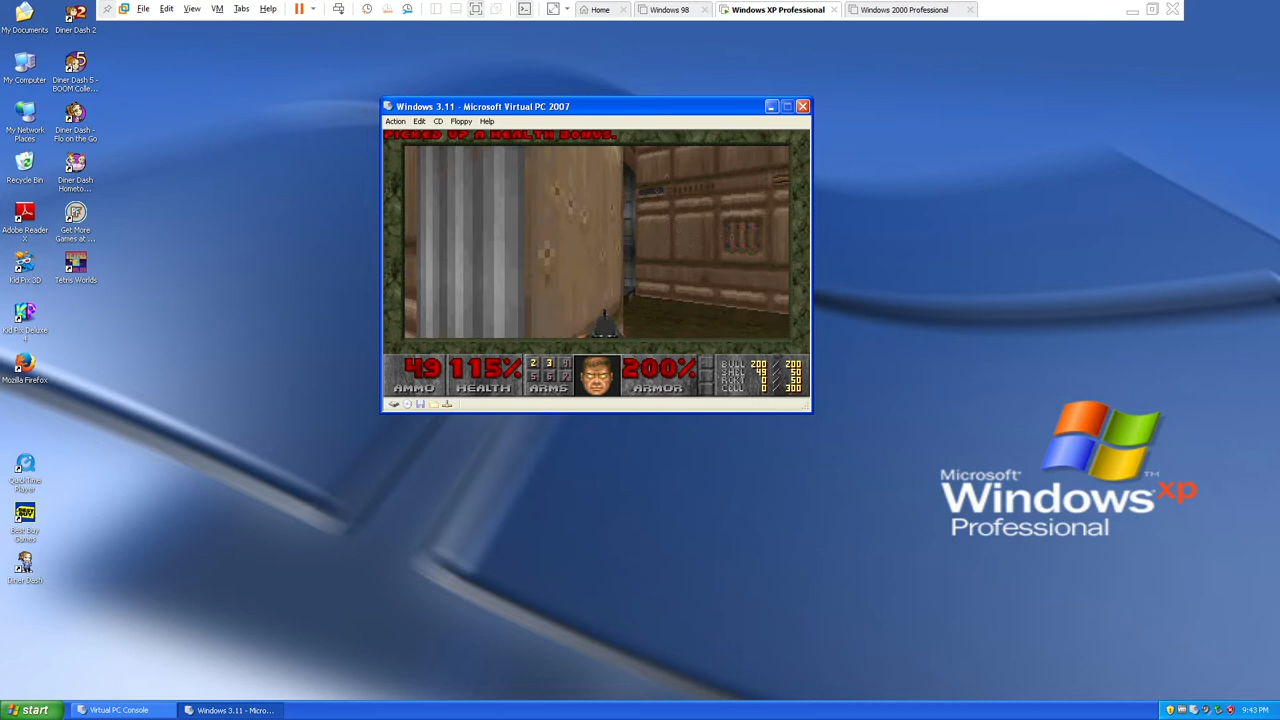 File Edit View VM Tabs Help
Home
Windows 98
Windows XP Professional
Windows 2000 Professional
My Documents
Diner Dash 2
My Computer
Diner Dash 5 - BOOM Colle...
My Network Places
Diner Dash - Flo on the Go
Recycle Bin
Diner Dash Hometo...
Adobe Reader X
Get More Games at ...
Kid Pix 3D
Tetris Worlds
Kid Pix Deluxe 4
Mozilla Firefox
QuickTime Player
Best Buy Games
Diner Dash
Windows 3.11 - Microsoft Virtual PC 2007
Action Edit CD Floppy Help
PICKED UP A HEALTH BONUS.
49 115% 2 3 4 200%
5 6 7
AMMO HEALTH ARMS ARMOR
BULL 200 / 200
SHEL 49 / 50
RCKT 0 / 50
CELL 0 / 300
Microsoft
Windows xp
Professional
start
Virtual PC Console
Windows 3.11 - Micro...
9:43 PM